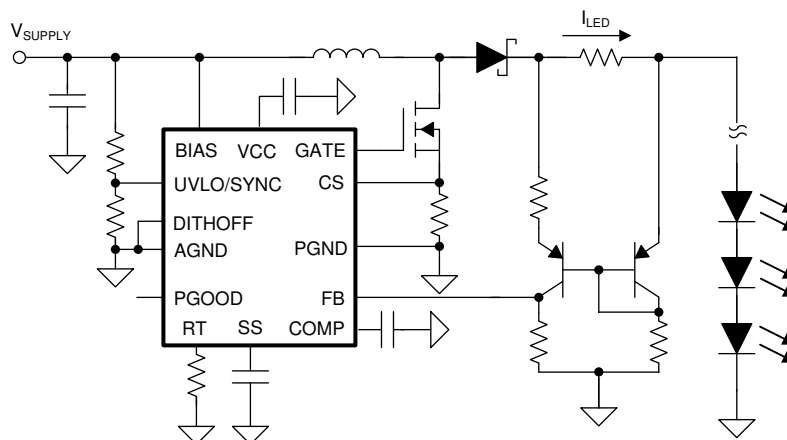 I_LED
V_SUPPLY
BIAS VCC GATE
UVLO/SYNC CS
DITHOFF
AGND PGND
PGOOD FB
RT SS COMP